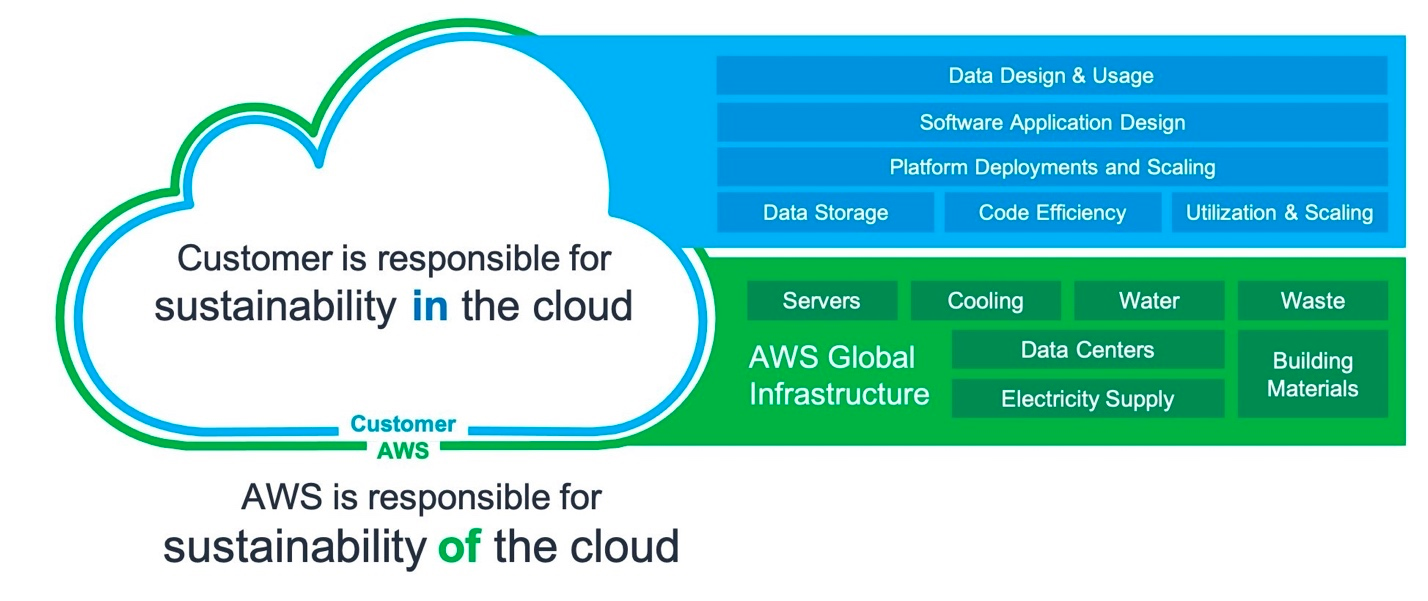 Data Design & Usage
Software Application Design
Platform Deployments and Scaling
Data Storage
Code Efficiency
Utilization & Scaling
Customer is responsible for
sustainability in the cloud
Servers
Cooling
Water
Waste
AWS Global
Infrastructure
Data Centers
Electricity Supply
Building
Materials
Customer
AWS
AWS is responsible for
sustainability of the cloud